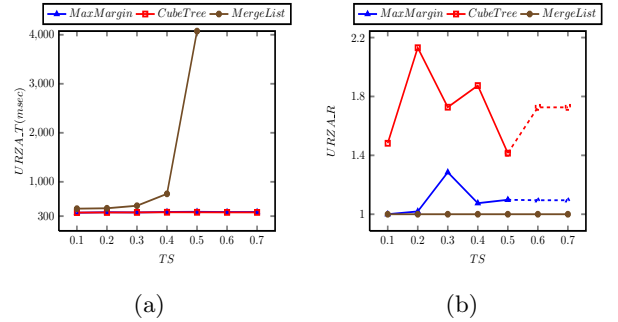 MaxMargin CubeTree MergeList
4,000
3,000
2,000
1,000
300
URZA_T(msec)
0.1 0.2 0.3 0.4 0.5 0.6 0.7
TS
(a)
MaxMargin CubeTree MergeList
2.2
1.8
1.4
1
URZA_R
0.1 0.2 0.3 0.4 0.5 0.6 0.7
TS
(b)